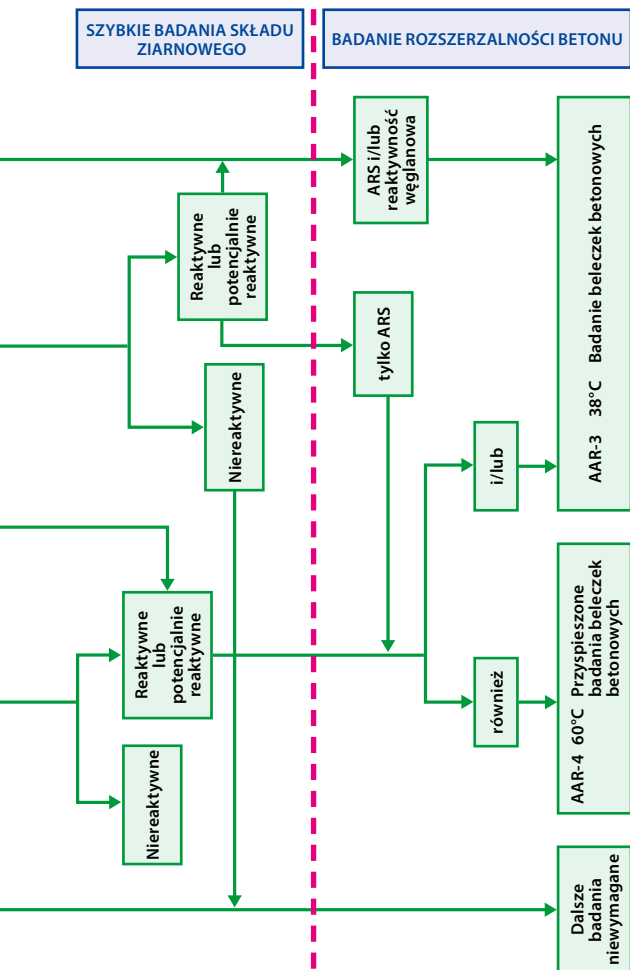 SZYBKIE BADANIA SKŁADU
ZIARNOWEGO
BADANIE ROZSZERZALNOŚCI BETONU
ARS i/lub
reaktywność
węglanowa
Reaktywne
lub
potencjalnie
reaktywne
tylko ARS
Niereaktywne
AAR-3 38°C Badanie beleczek betonowych
i/lub
Reaktywne
lub
potencjalnie
reaktywne
również
AAR-4 60°C Przyspieszone
badania beleczek
betonowych
Niereaktywne
Dalsze
badania
niewymagane